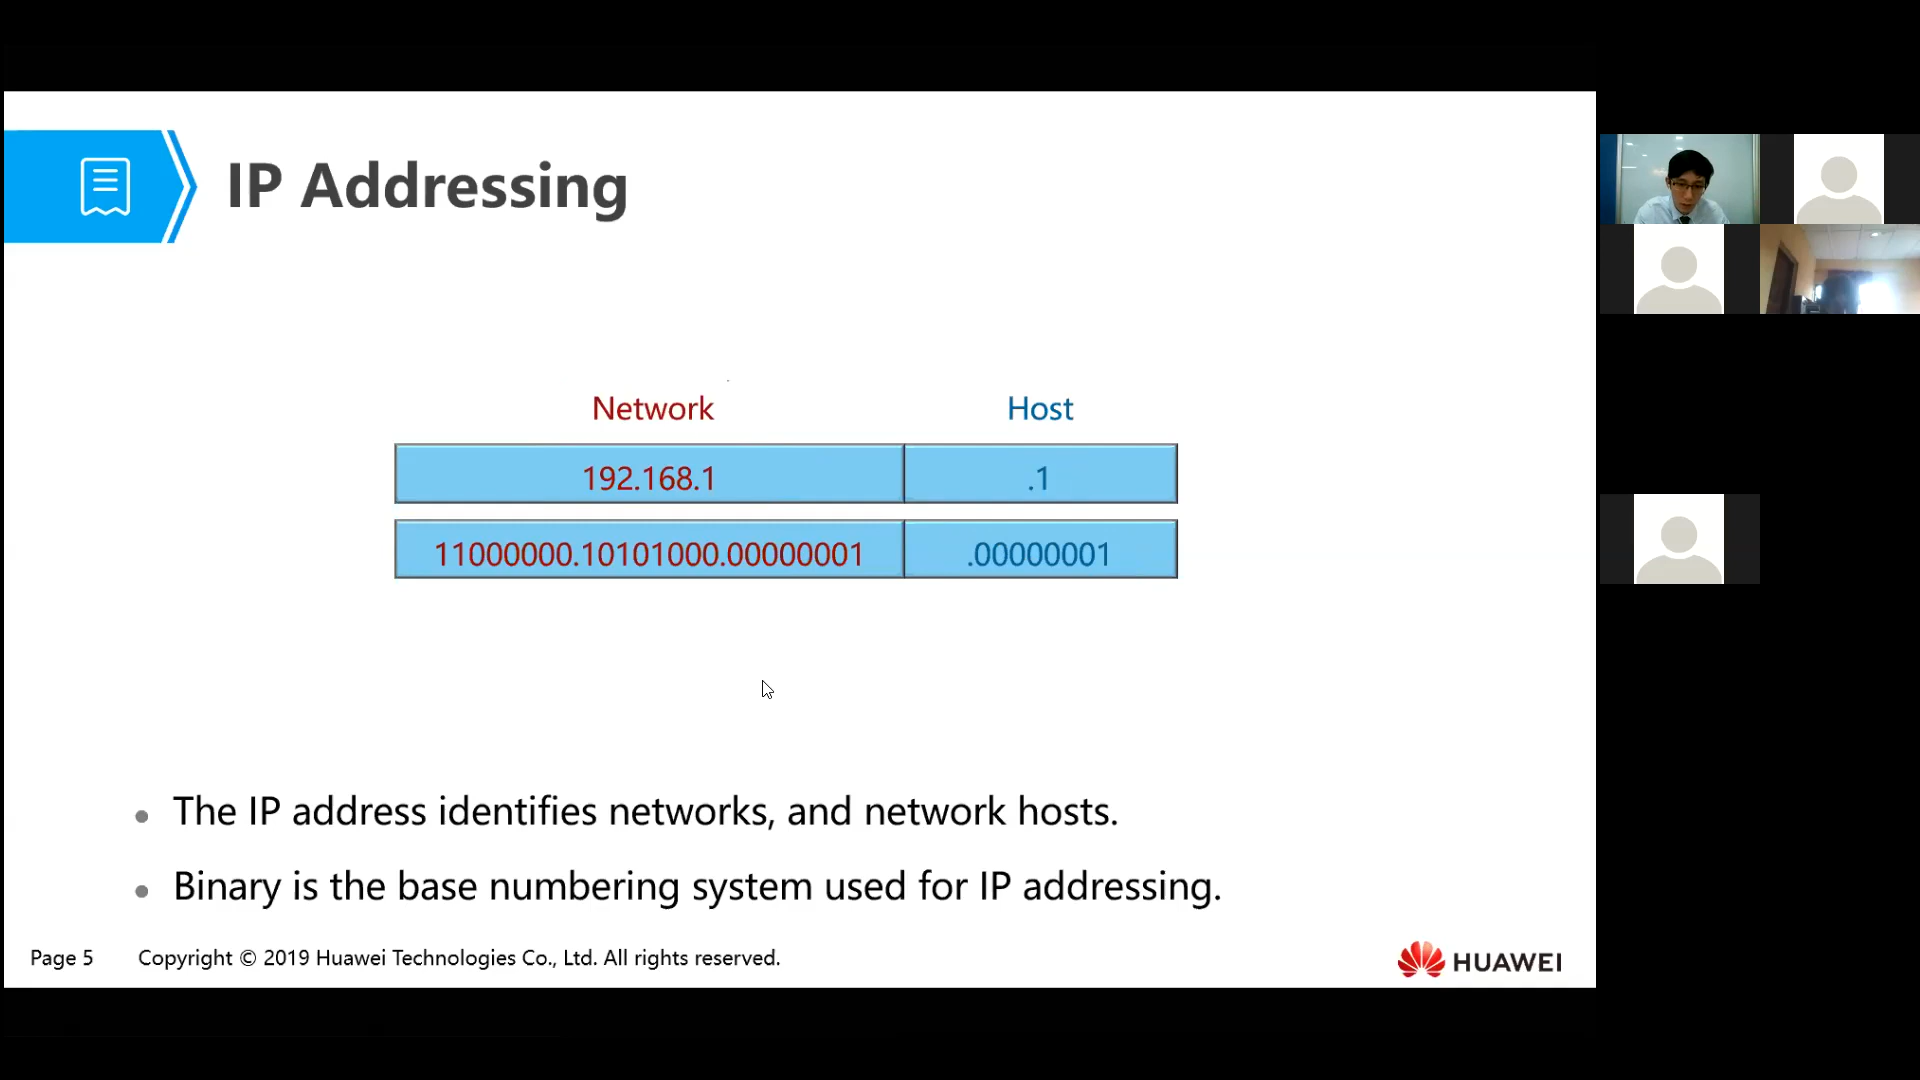 IP Addressing
Network Host
192.168.1 .1
11000000.10101000.00000001 .00000001
The IP address identifies networks, and network hosts.
Binary is the base numbering system used for IP addressing.
Page 5 Copyright © 2019 Huawei Technologies Co., Ltd. All rights reserved.
HUAWEI